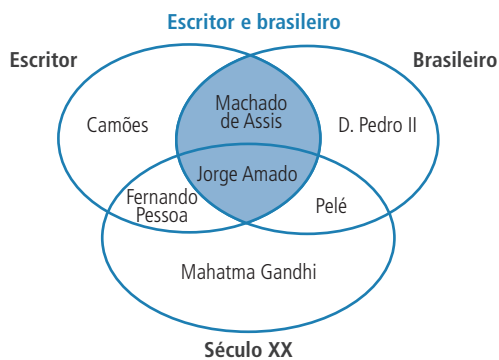 Escritor e brasileiro
Escritor
Brasileiro
Camões
Machado
de Assis
D. Pedro II
Jorge Amado
Fernando
Pessoa
Pelé
Mahatma Gandhi
Século XX